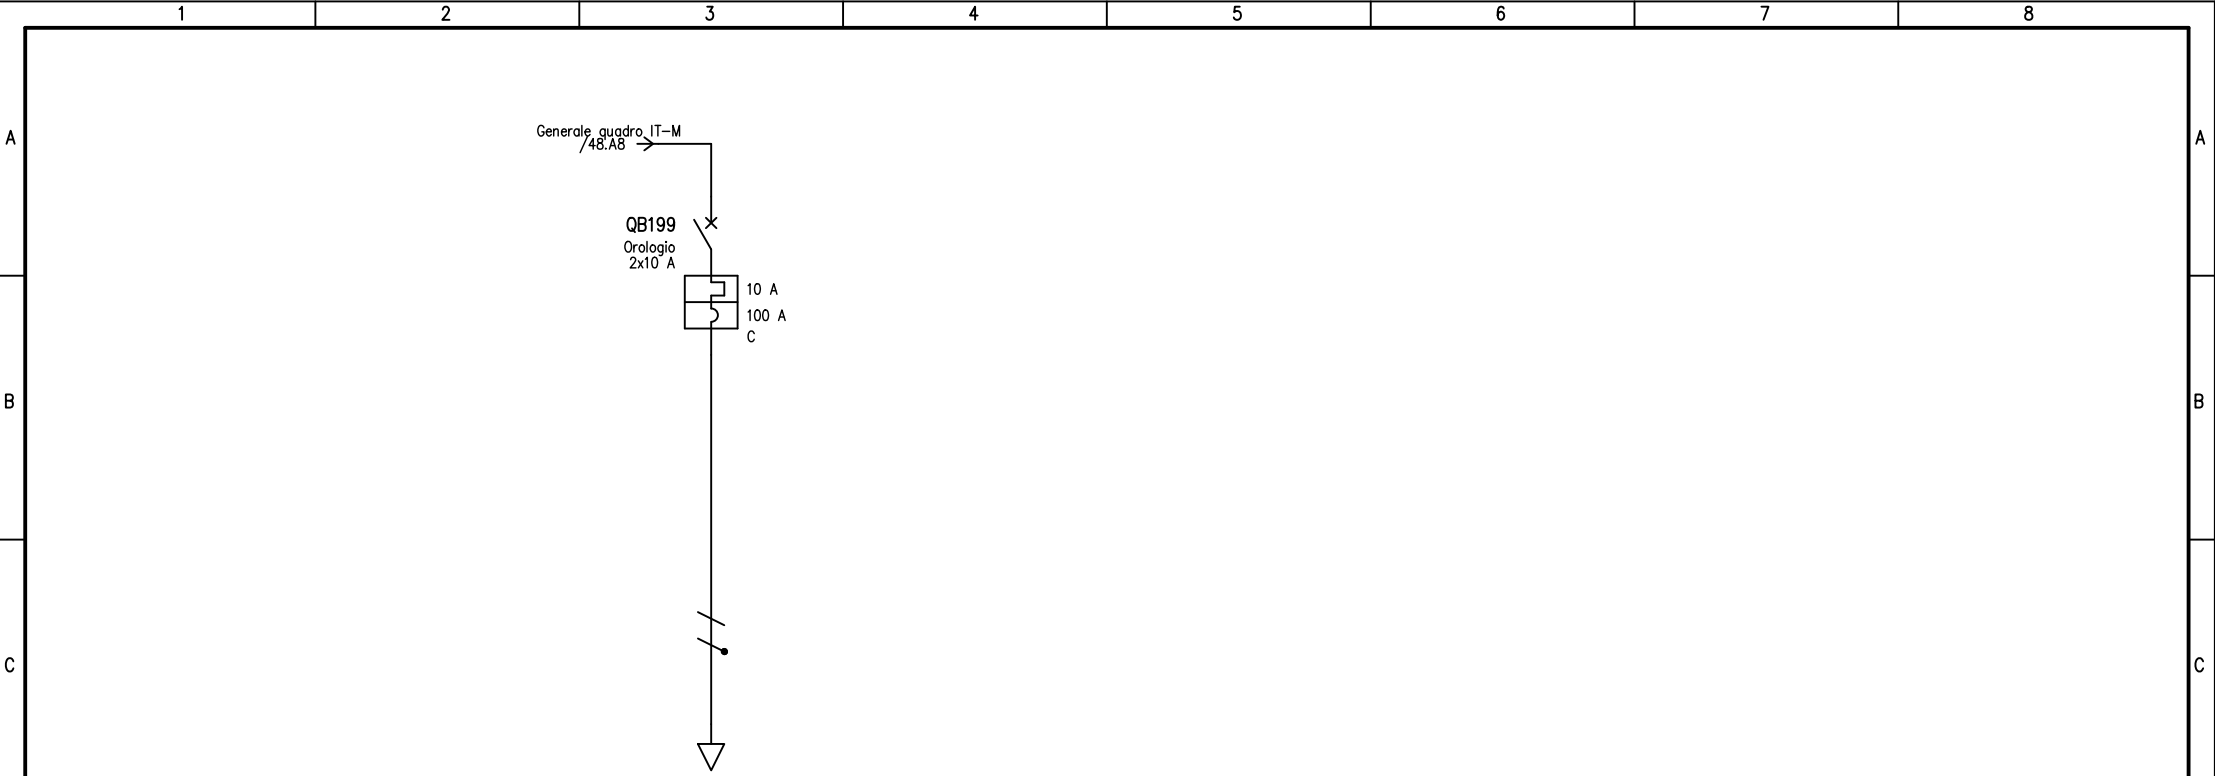 1 2 3 4 5 6 7 8
A A
Generale quadro IT-M
/48.A8
QB199
Orologio
2x10 A
10 A
100 A
C
B B
C C